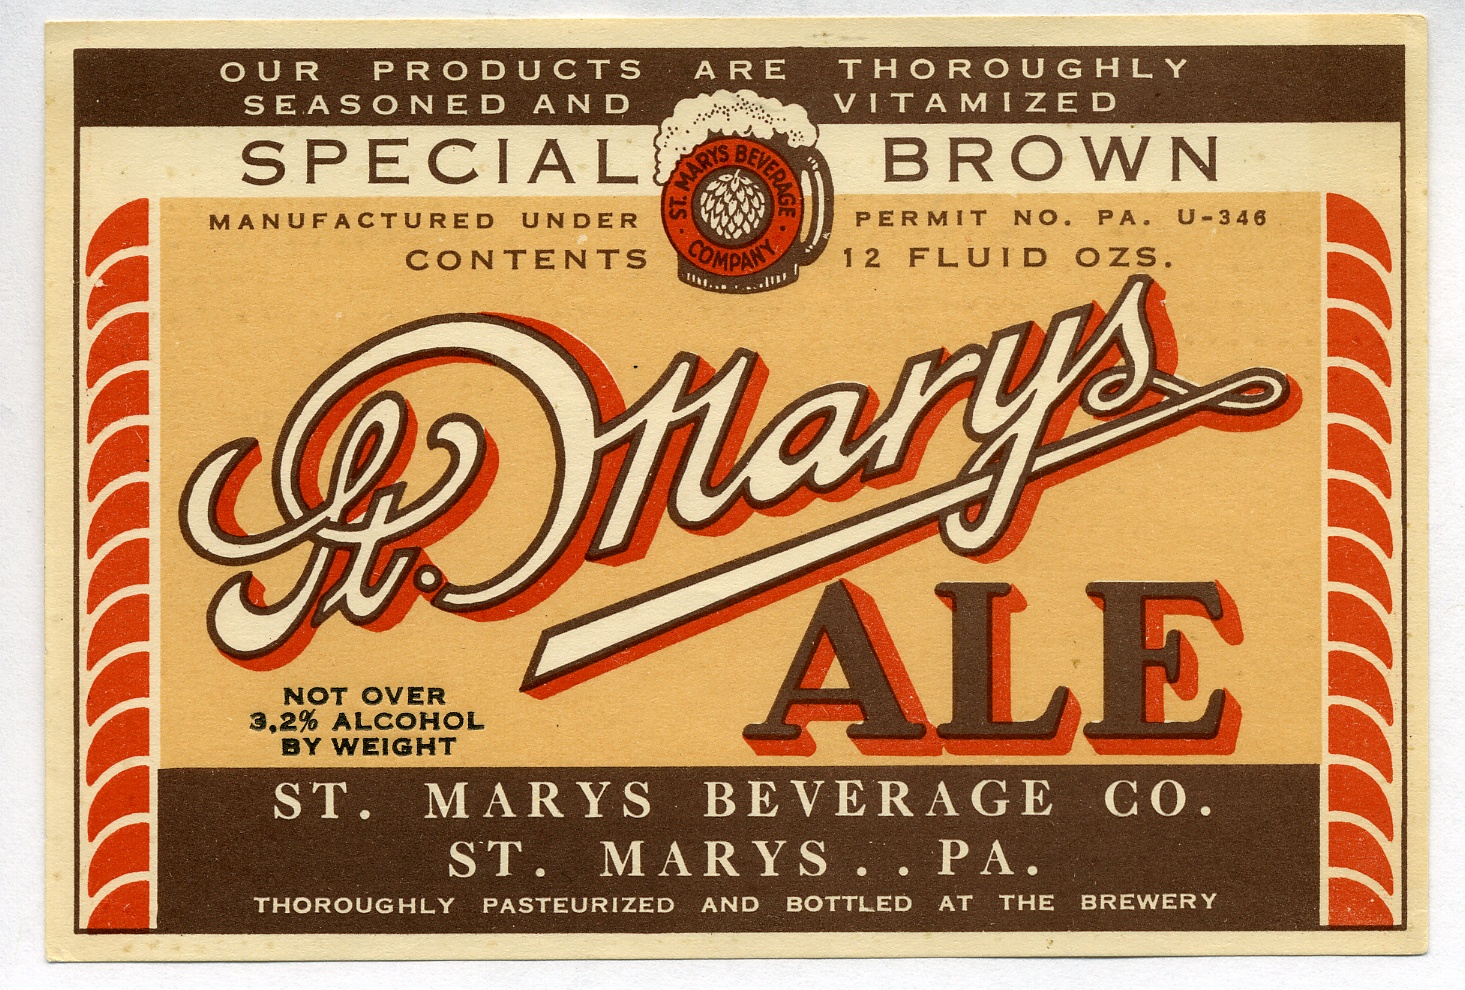 OUR PRODUCTS ARE THOROUGHLY
SEASONED AND VITAMIZED
SPECIAL BROWN
ST. MARYS BEVERAGE
· COMPANY ·
MANUFACTURED UNDER PERMIT NO. PA. U-346
CONTENTS 12 FLUID OZS.
St. Marys
ALE
NOT OVER
3.2% ALCOHOL
BY WEIGHT
ST. MARYS BEVERAGE CO.
ST. MARYS . . PA.
THOROUGHLY PASTEURIZED AND BOTTLED AT THE BREWERY